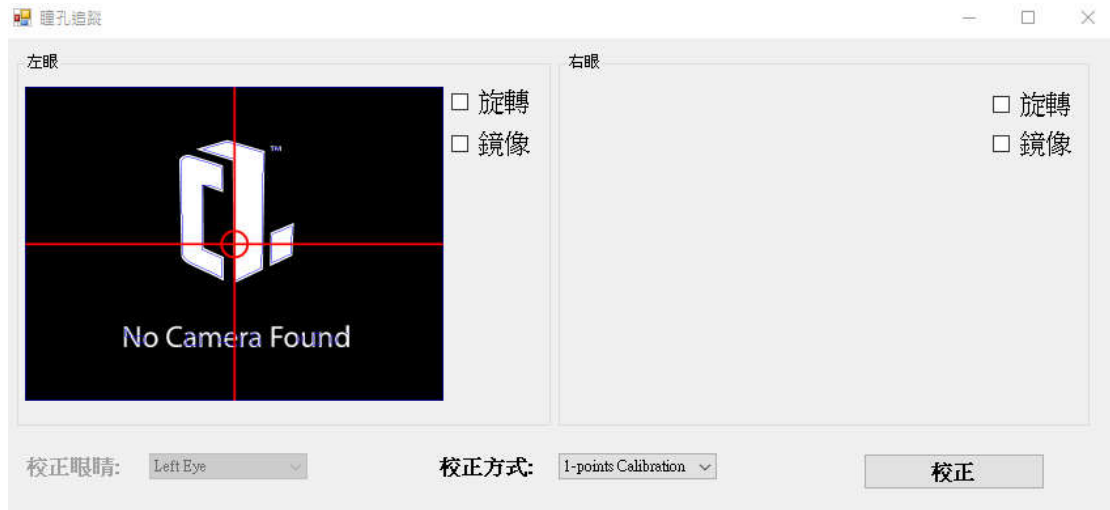 瞳孔追蹤
左眼
旋轉
鏡像
TM
No Camera Found
右眼
旋轉
鏡像
校正眼睛:
Left Eye
校正方式:
1-points Calibration
校正